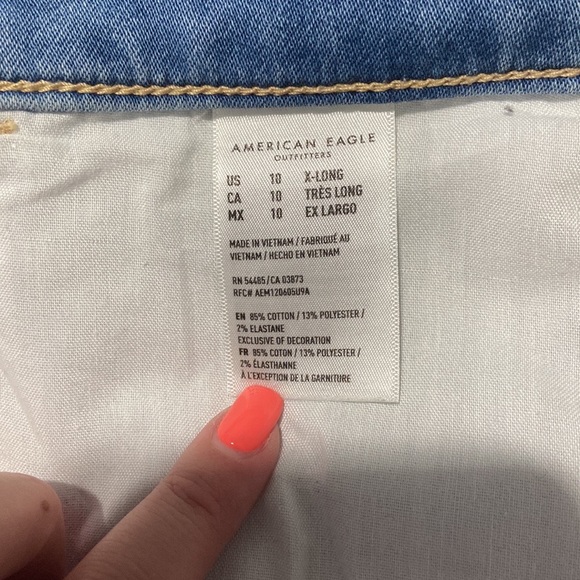 AMERICAN EAGLE
OUTFITTERS
US 10 X-LONG
CA 10 TRÈS LONG
MX 10 EX LARGO
MADE IN VIETNAM / FABRIQUÉ AU
VIETNAM / HECHO EN VIETNAM
RN 54485/CA 03873
RFC# AEM120605U9A
EN 85% COTTON / 13% POLYESTER /
2% ELASTANE
EXCLUSIVE OF DECORATION
FR 85% COTON / 13% POLYESTER /
2% ÉLASTHANNE
À L'EXCEPTION DE LA GARNITURE